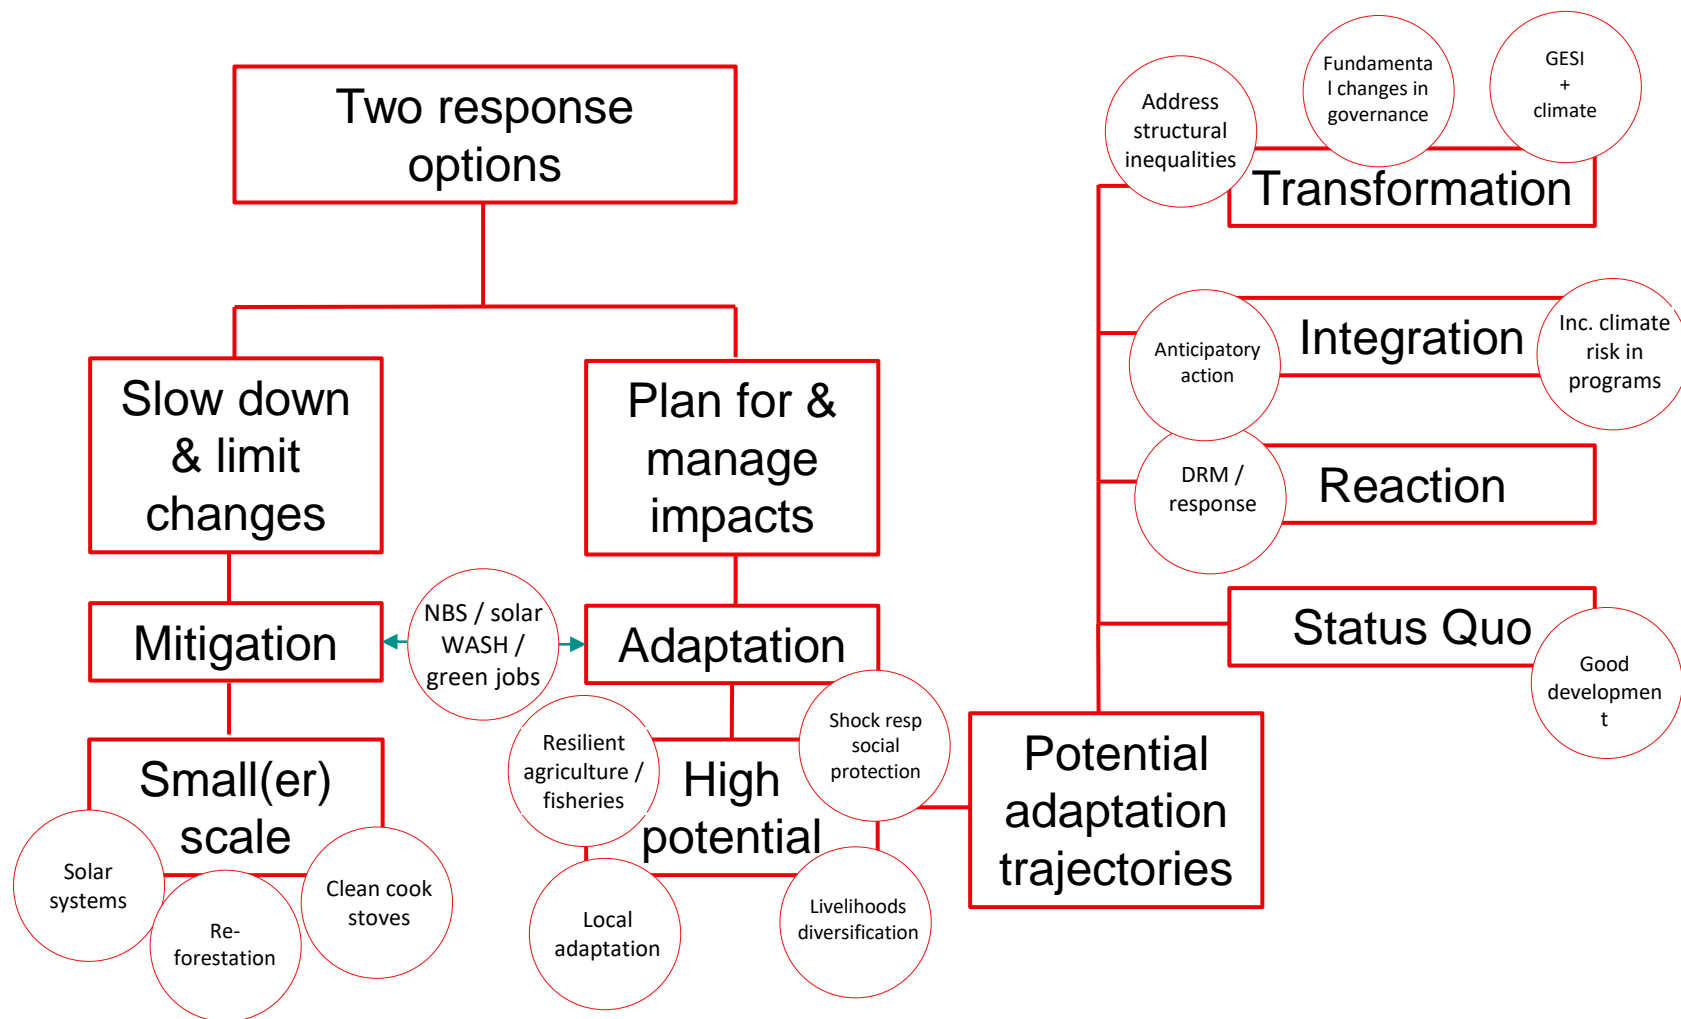 Two response
options
Slow down
& limit
changes
Plan for &
manage
impacts
Mitigation
NBS / solar
WASH /
green jobs
Adaptation
Small(er)
scale
Solar
systems
Re-
forestation
Clean cook
stoves
Resilient
agriculture /
fisheries
High
potential
Shock resp
social
protection
Local
adaptation
Livelihoods
diversification
Potential
adaptation
trajectories
Address
structural
inequalities
Fundamenta
l changes in
governance
GESI
+
climate
Transformation
Anticipatory
action
Integration
Inc. climate
risk in
programs
DRM /
response
Reaction
Status Quo
Good
developmen
t